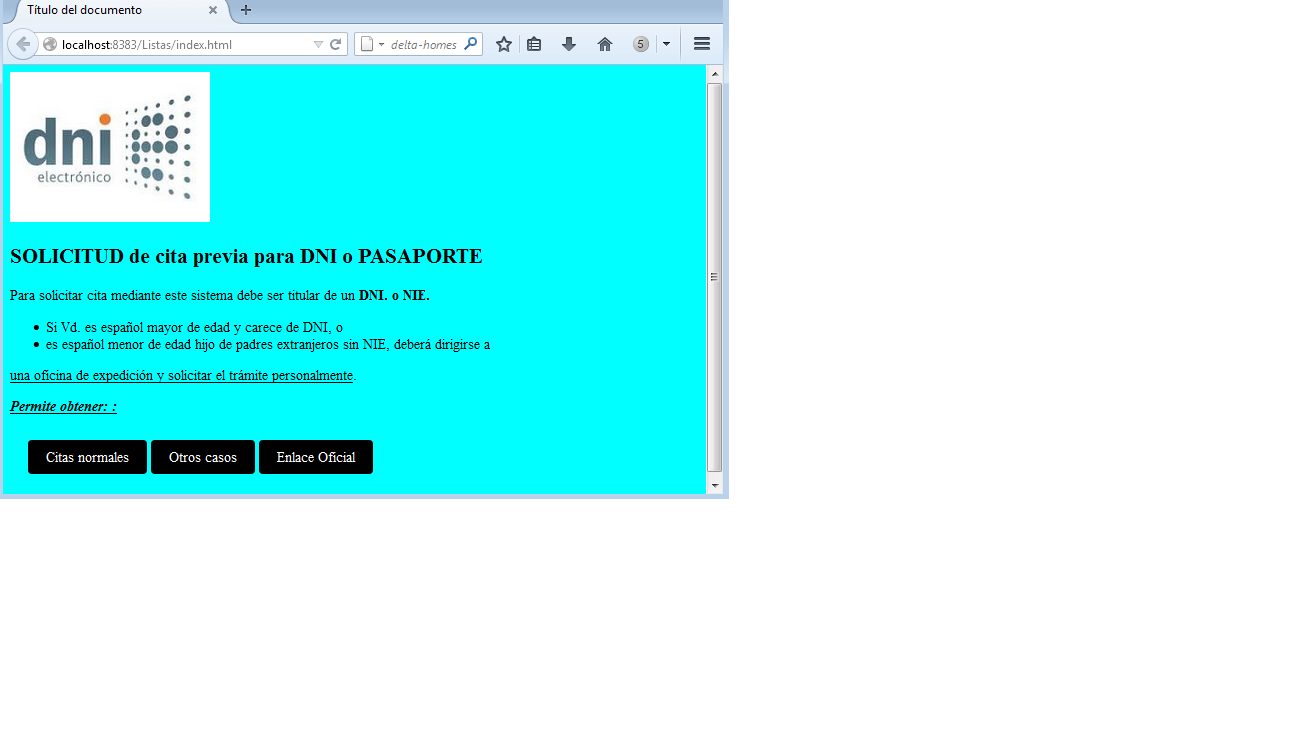 Título del documento
localhost:8383/Listas/index.html
delta-homes
5
dni
electrónico
SOLICITUD de cita previa para DNI o PASAPORTE
Para solicitar cita mediante este sistema debe ser titular de un DNI. o NIE.
Si Vd. es español mayor de edad y carece de DNI, o
es español menor de edad hijo de padres extranjeros sin NIE, deberá dirigirse a
una oficina de expedición y solicitar el trámite personalmente.
Permite obtener: :
Citas normales Otros casos Enlace Oficial